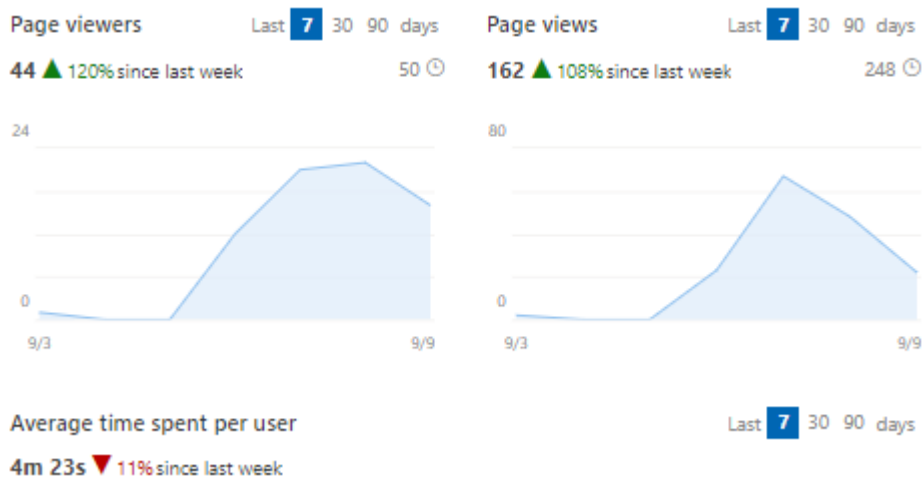 Page viewers Last 7 30 90 days
44 120% since last week 50
24
0
9/3 9/9
Page views Last 7 30 90 days
162 108% since last week 248
80
0
9/3 9/9
Average time spent per user Last 7 30 90 days
4m 23s 11% since last week